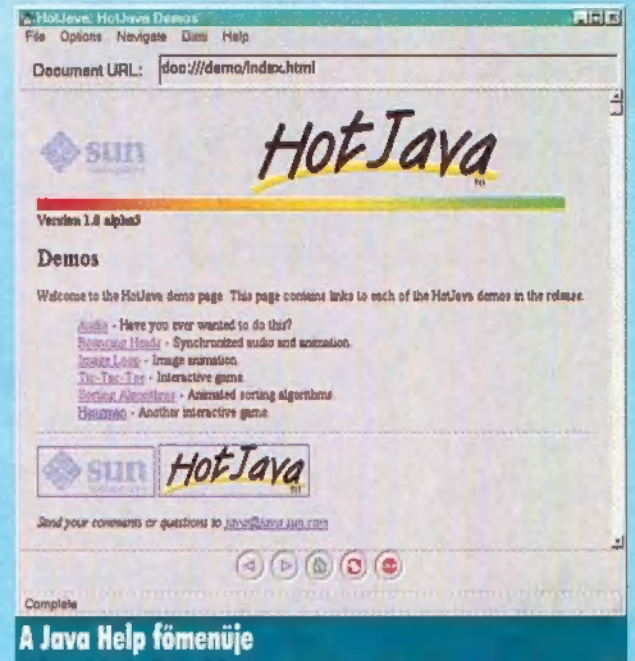 HotJava: HotJava Demos
File Options Navigate Goto Help
Document URL: doc:///demo/index.html
sun
HotJava
Version 1.0 alpha3
Demos
Welcome to the HotJava demo page. This page contains links to each of the HotJava demos in the release.
Audio - Have you ever wanted to do this?
Bouncing Heads - Synchronized audio and animation.
Image Loop - Image animation.
Tic-Tac-Toe - Interactive game.
Sorting Algorithms - Animated sorting algorithms.
Hangman - Another interactive game.
sun HotJava
Send your comments or questions to java@java.sun.com
Complete
A Java Help főmenüje